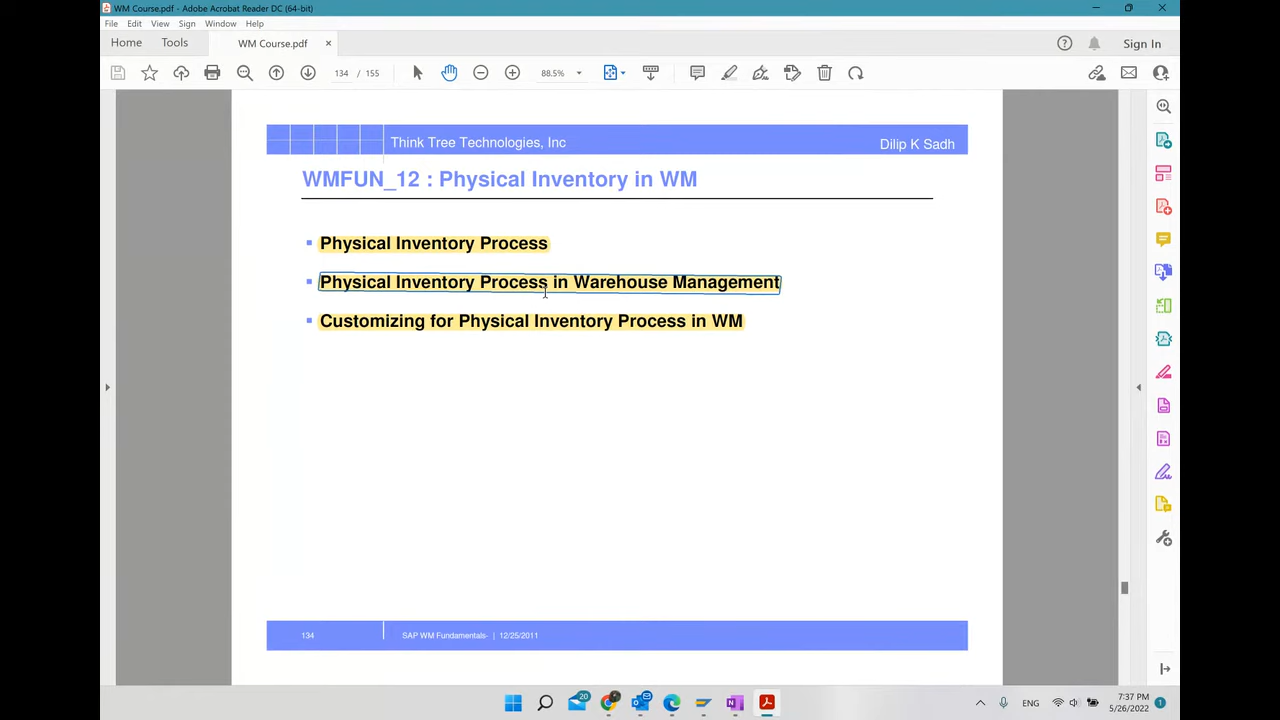 WM Course.pdf - Adobe Acrobat Reader DC (64-bit)
File Edit View Sign Window Help
Home Tools WM Course.pdf × Sign In
134 / 155 88.5%
Think Tree Technologies, Inc Dilip K Sadh
WMFUN_12 : Physical Inventory in WM
Physical Inventory Process
Physical Inventory Process in Warehouse Management
Customizing for Physical Inventory Process in WM
134 SAP WM Fundamentals- | 12/25/2011
20
ENG 7:37 PM
5/26/2022 1